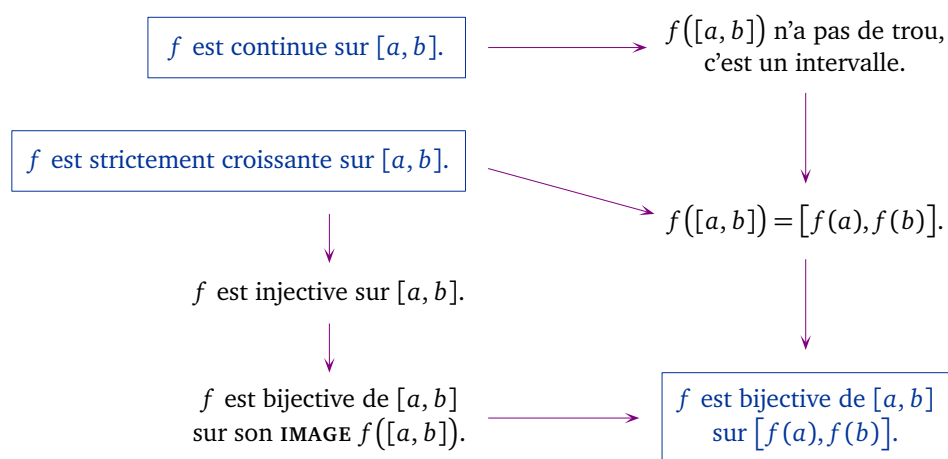 f est continue sur [a, b].
f([a, b]) n'a pas de trou,
c'est un intervalle.
f est strictement croissante sur [a, b].
f([a, b]) = [f(a), f(b)].
f est injective sur [a, b].
f est bijective de [a, b]
sur son IMAGE f([a, b]).
f est bijective de [a, b]
sur [f(a), f(b)].